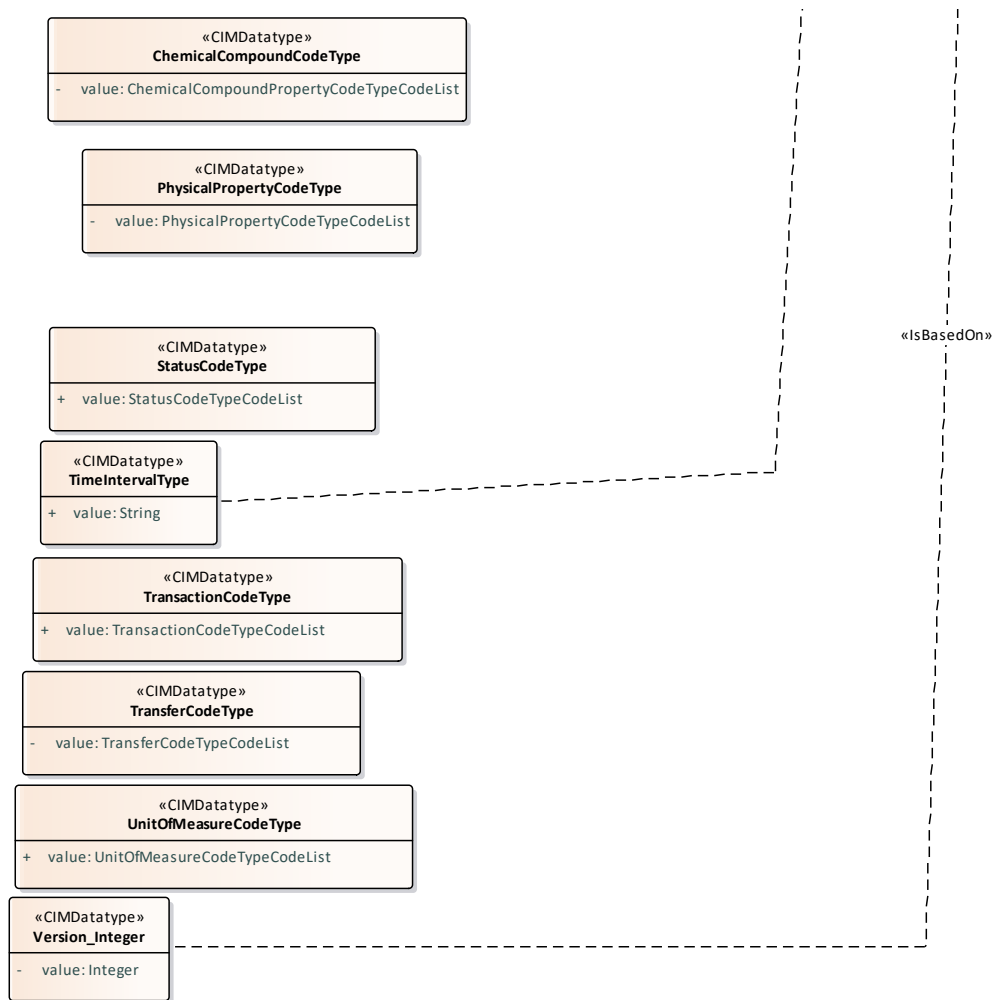 «CIMDatatype»
ChemicalCompoundCodeType
- value: ChemicalCompoundPropertyCodeTypeCodeList
«CIMDatatype»
PhysicalPropertyCodeType
- value: PhysicalPropertyCodeTypeCodeList
«IsBasedOn»
«CIMDatatype»
StatusCodeType
+ value: StatusCodeTypeCodeList
«CIMDatatype»
TimeIntervalType
+ value: String
«CIMDatatype»
TransactionCodeType
+ value: TransactionCodeTypeCodeList
«CIMDatatype»
TransferCodeType
- value: TransferCodeTypeCodeList
«CIMDatatype»
UnitOfMeasureCodeType
+ value: UnitOfMeasureCodeTypeCodeList
«CIMDatatype»
Version_Integer
- value: Integer